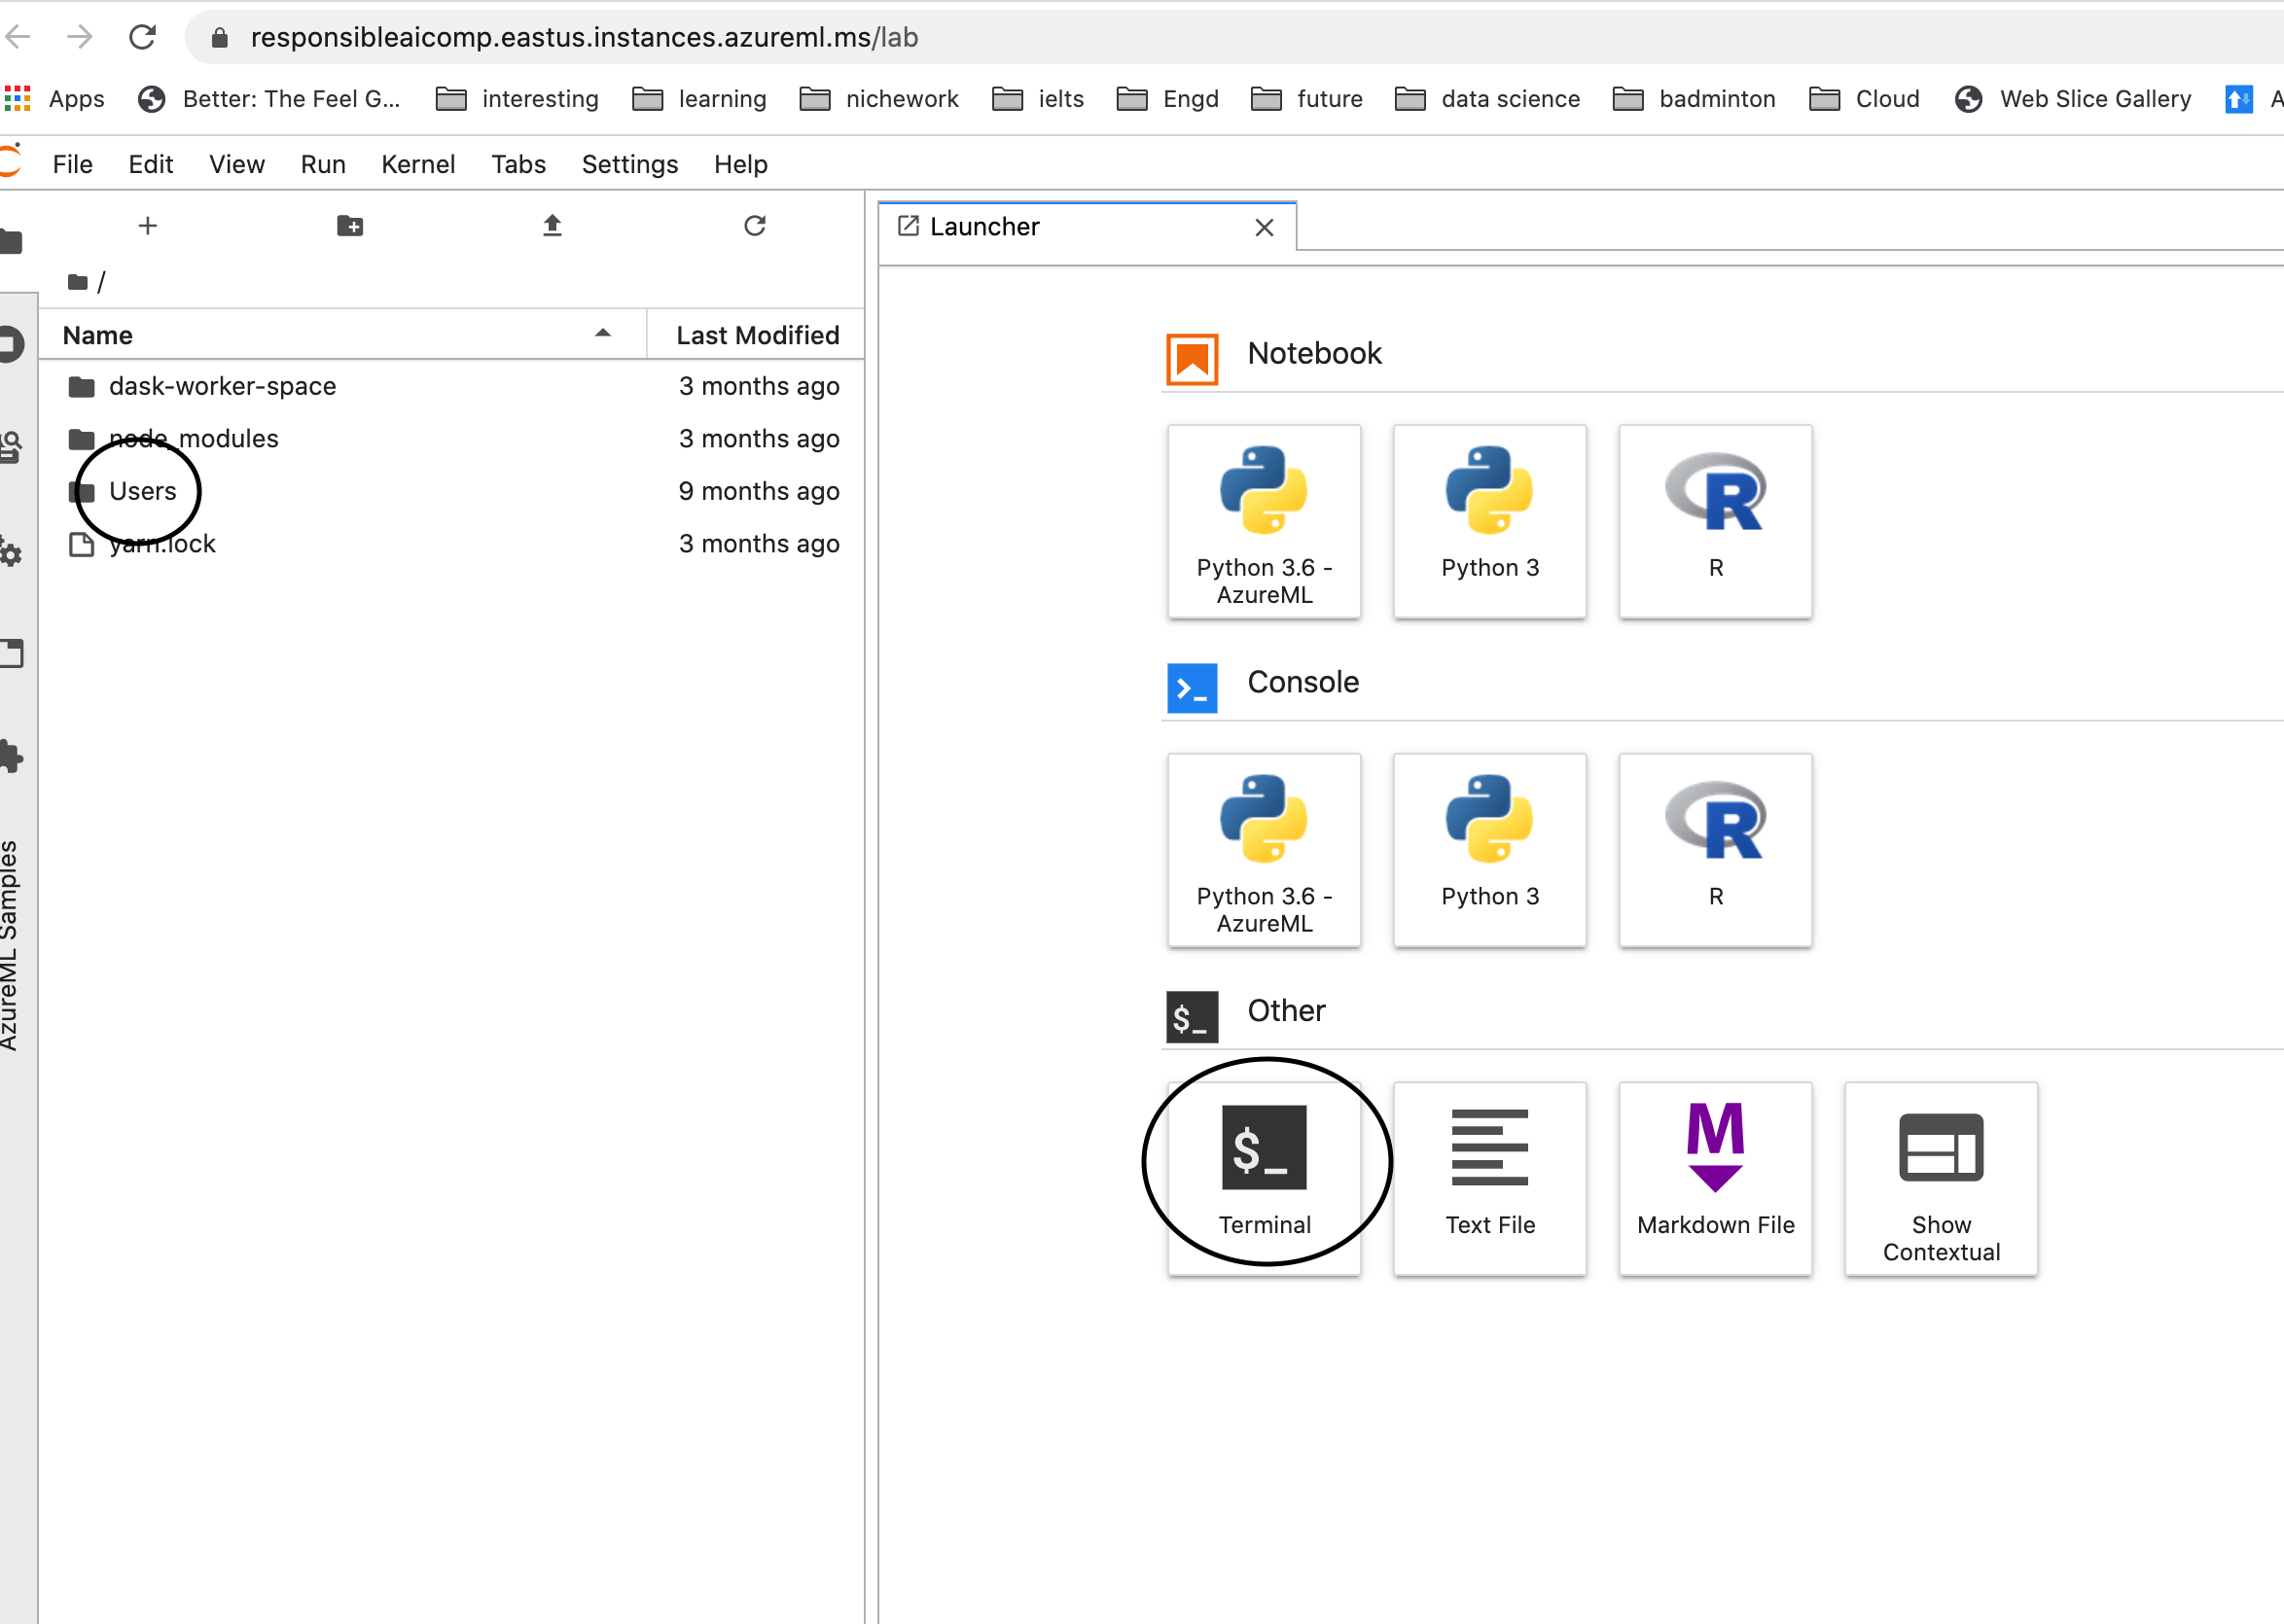 responsibleaicomp.eastus.instances.azureml.ms/lab
Apps Better: The Feel G... interesting learning nichework ielts Engd future data science badminton Cloud Web Slice Gallery A
File Edit View Run Kernel Tabs Settings Help
Launcher
/
Name Last Modified
dask-worker-space 3 months ago
node_modules 3 months ago
Users 9 months ago
yarn.lock 3 months ago
AzureML Samples
Notebook
Python 3.6 -
AzureML
Python 3
R
Console
Python 3.6 -
AzureML
Python 3
R
$_ Other
$_
Terminal
Text File
M
Markdown File
Show
Contextual